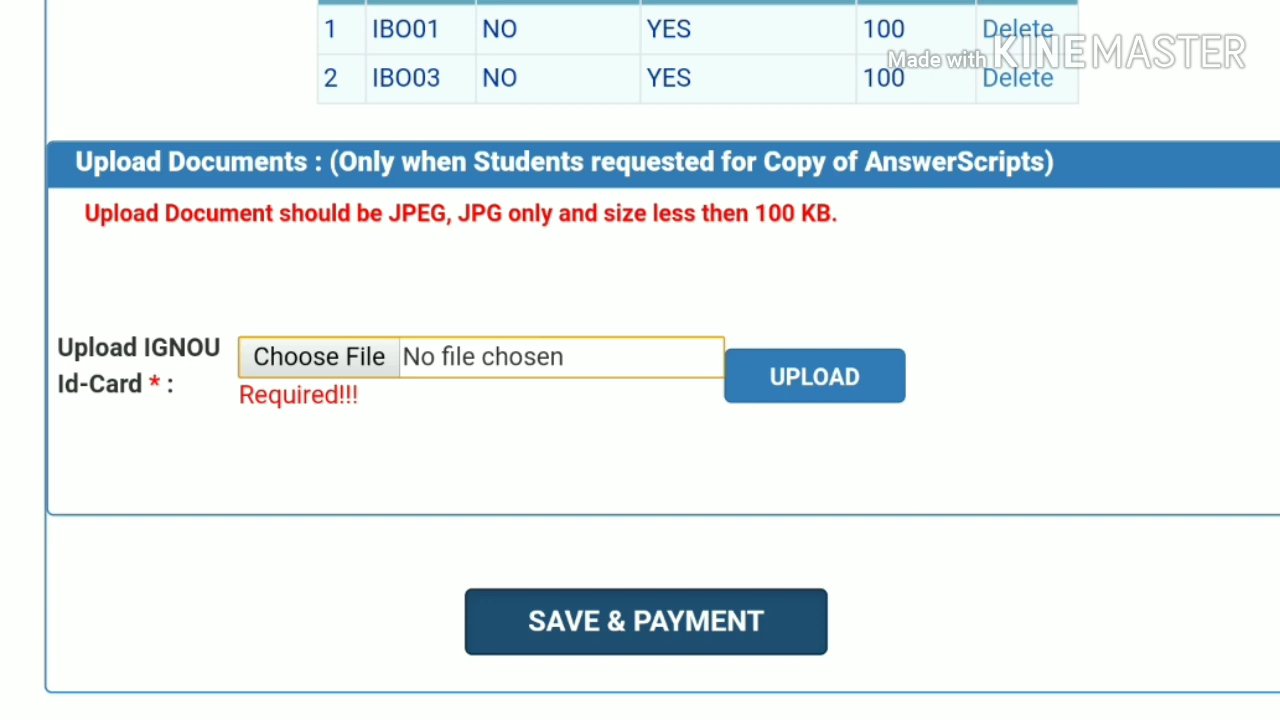 1 IBO01 NO YES 100 Delete
Made with KINEMASTER
2 IBO03 NO YES 100 Delete
Upload Documents : (Only when Students requested for Copy of AnswerScripts)
Upload Document should be JPEG, JPG only and size less then 100 KB.
Upload IGNOU
Id-Card * :
Choose File No file chosen
Required!!!
UPLOAD
SAVE & PAYMENT